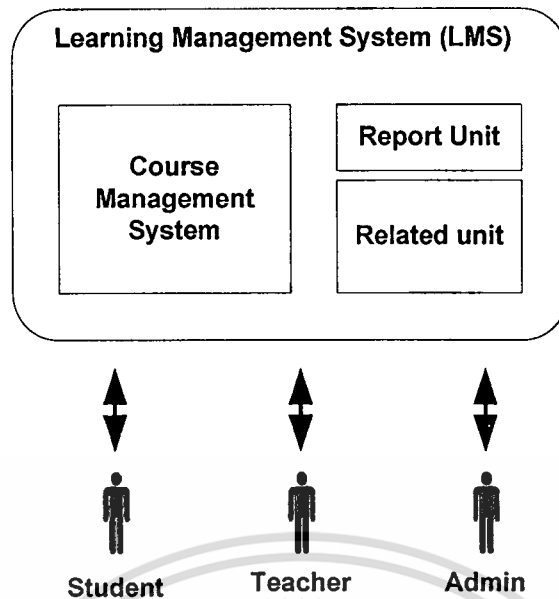 Learning Management System (LMS)
Course
Management
System
Report Unit
Related unit
Student
Teacher
Admin